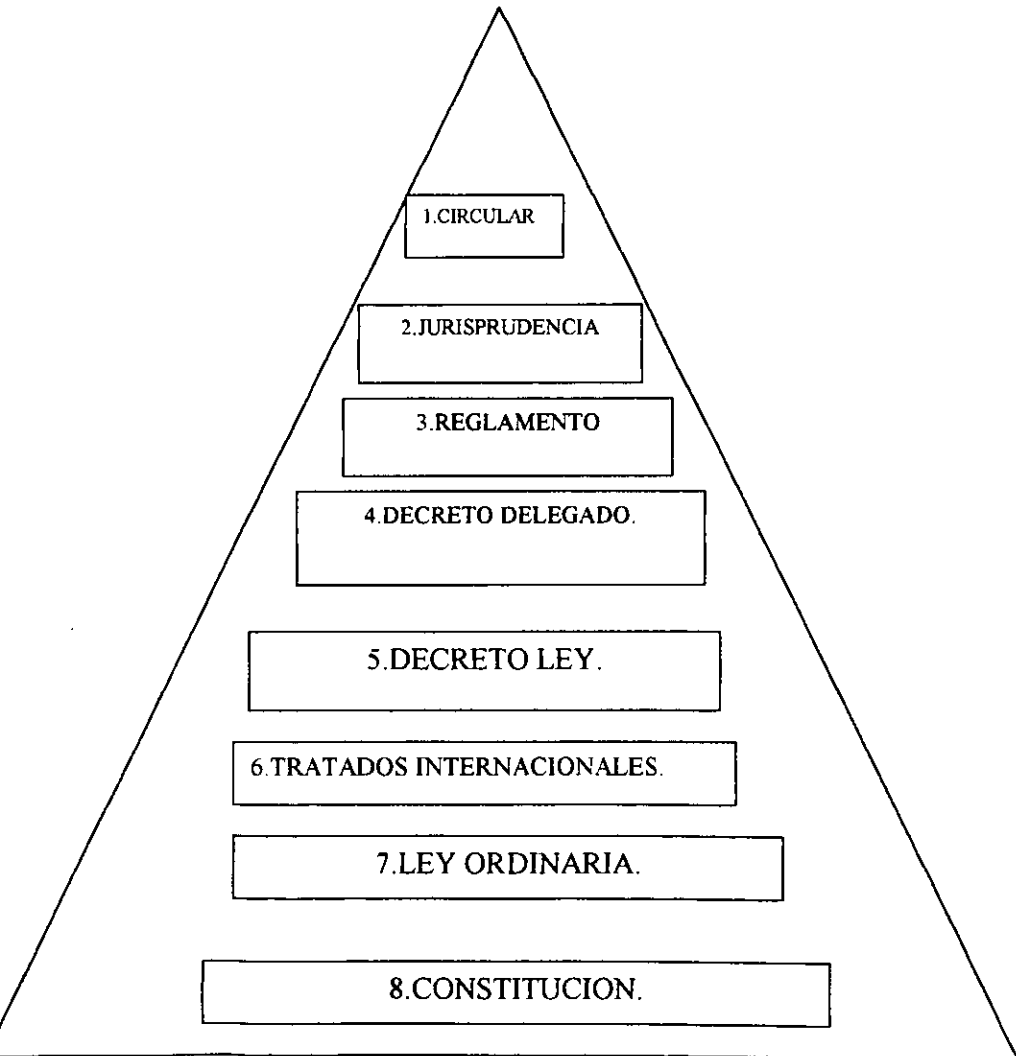 1.CIRCULAR
2.JURISPRUDENCIA
3.REGLAMENTO
4.DECRETO DELEGADO.
5.DECRETO LEY.
6.TRATADOS INTERNACIONALES.
7.LEY ORDINARIA.
8.CONSTITUCION.